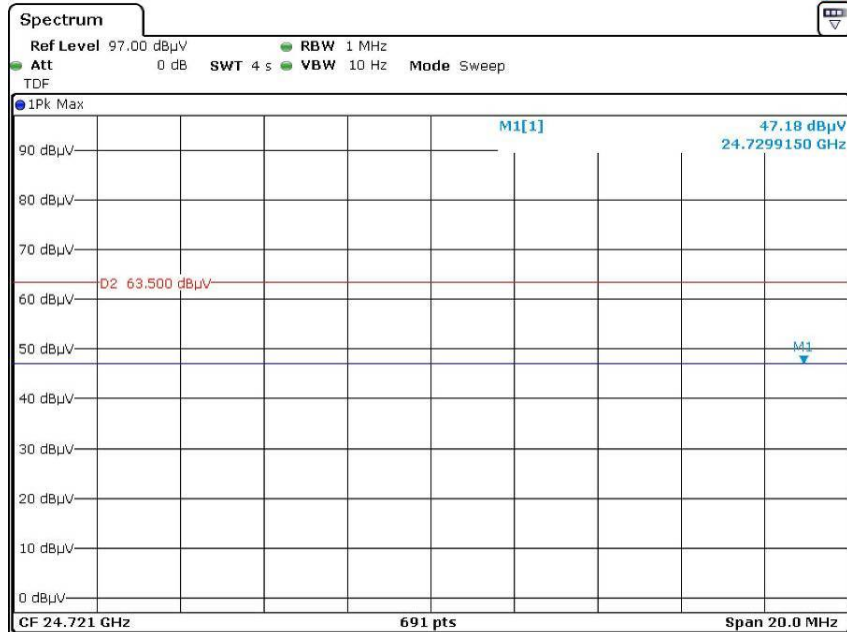 Spectrum
Ref Level 97.00 dBµV RBW 1 MHz
Att 0 dB SWT 4 s VBW 10 Hz Mode Sweep
TDF
1Pk Max
M1[1] 47.18 dBµV
24.7299150 GHz
90 dBµV
80 dBµV
70 dBµV
D2 63.500 dBµV
60 dBµV
50 dBµV
M1
40 dBµV
30 dBµV
20 dBµV
10 dBµV
0 dBµV
CF 24.721 GHz 691 pts Span 20.0 MHz